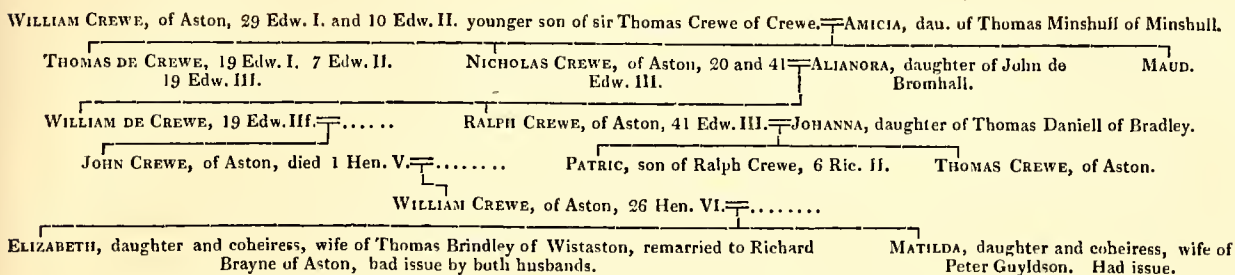 WILLIAM CREWE, of Aston, 29 Edw. I. and 10 Edw. II. younger son of sir Thomas Crewe of Crewe.=AMICIA, dau. of Thomas Minshull of Minshull.
THOMAS DE CREWE, 19 Edw. I. 7 Edw. II. NICHOLAS CREWE, of Aston, 20 and 41=ALIANORA, daughter of John de MAUD.
19 Edw. III. Edw. III. Bromhall.
WILLIAM DE CREWE, 19 Edw. III.=...... RALPH CREWE, of Aston, 41 Edw. III.=JOHANNA, daughter of Thomas Daniell of Bradley.
JOHN CREWE, of Aston, died 1 Hen. V.=........ PATRIC, son of Ralph Crewe, 6 Ric. II. THOMAS CREWE, of Aston.
WILLIAM CREWE, of Aston, 26 Hen. VI.=........
ELIZABETH, daughter and coheiress, wife of Thomas Brindley of Wistaston, remarried to Richard MATILDA, daughter and coheiress, wife of
Brayne of Aston, had issue by both husbands. Peter Guyldson. Had issue.